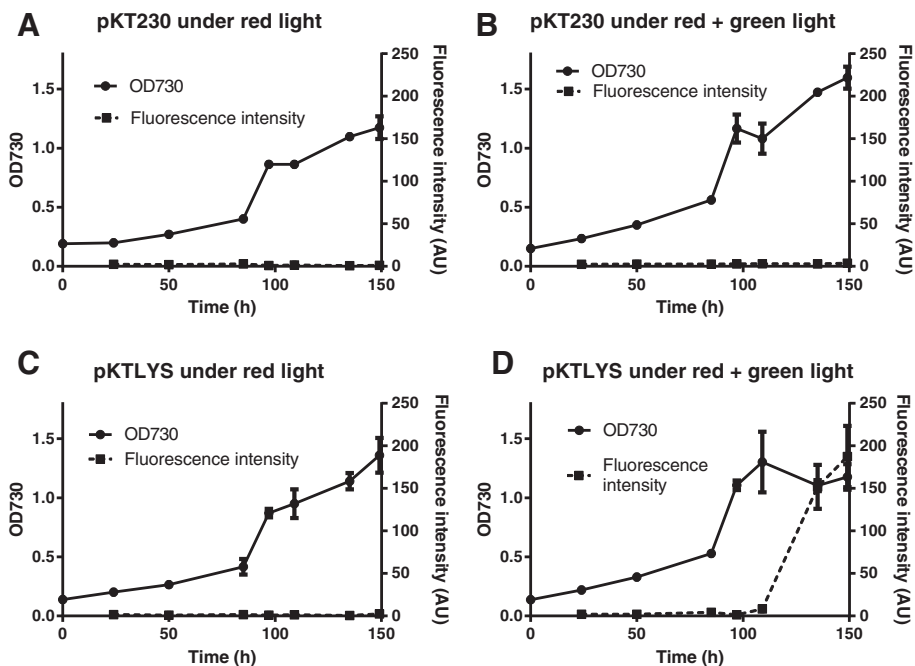 A
pKT230 under red light
OD730
Fluorescence intensity
1.5
1.0
0.5
0.0
OD730
250
200
150
100
50
0
Fluorescence intensity (AU)
0 50 100 150
Time (h)
B
pKT230 under red + green light
OD730
Fluorescence intensity
1.5
1.0
0.5
0.0
OD730
250
200
150
100
50
0
Fluorescence intensity (AU)
0 50 100 150
Time (h)
C
pKTLYS under red light
OD730
Fluorescence intensity
1.5
1.0
0.5
0.0
OD730
250
200
150
100
50
0
Fluorescence intensity (AU)
0 50 100 150
Time (h)
D
pKTLYS under red + green light
OD730
Fluorescence
intensity
1.5
1.0
0.5
0.0
OD730
250
200
150
100
50
0
Fluorescence intensity (AU)
0 50 100 150
Time (h)